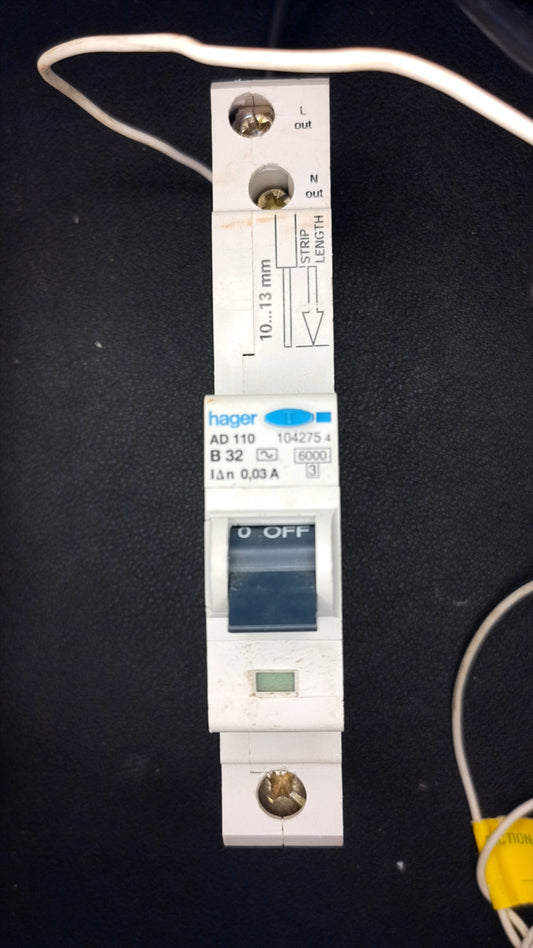 L
out
N
out
10...13 mm
STRIP
LENGTH
hager
T
AD 110 104275 4
B 32 6000
3
I∆n 0,03 A
0 OFF